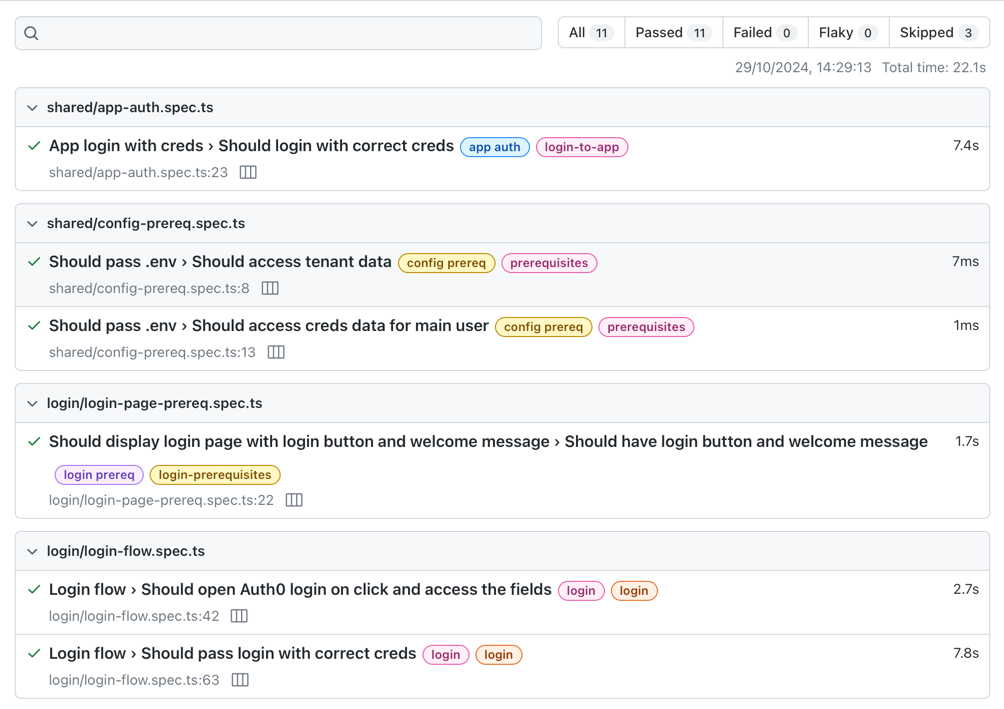 All 11 Passed 11 Failed 0 Flaky 0 Skipped 3
29/10/2024, 14:29:13 Total time: 22.1s
shared/app-auth.spec.ts
App login with creds › Should login with correct creds app auth login-to-app 7.4s
shared/app-auth.spec.ts:23
shared/config-prereq.spec.ts
Should pass .env › Should access tenant data config prereq prerequisites 7ms
shared/config-prereq.spec.ts:8
Should pass .env › Should access creds data for main user config prereq prerequisites 1ms
shared/config-prereq.spec.ts:13
login/login-page-prereq.spec.ts
Should display login page with login button and welcome message › Should have login button and welcome message 1.7s
login prereq login-prerequisites
login/login-page-prereq.spec.ts:22
login/login-flow.spec.ts
Login flow › Should open Auth0 login on click and access the fields login login 2.7s
login/login-flow.spec.ts:42
Login flow › Should pass login with correct creds login login 7.8s
login/login-flow.spec.ts:63